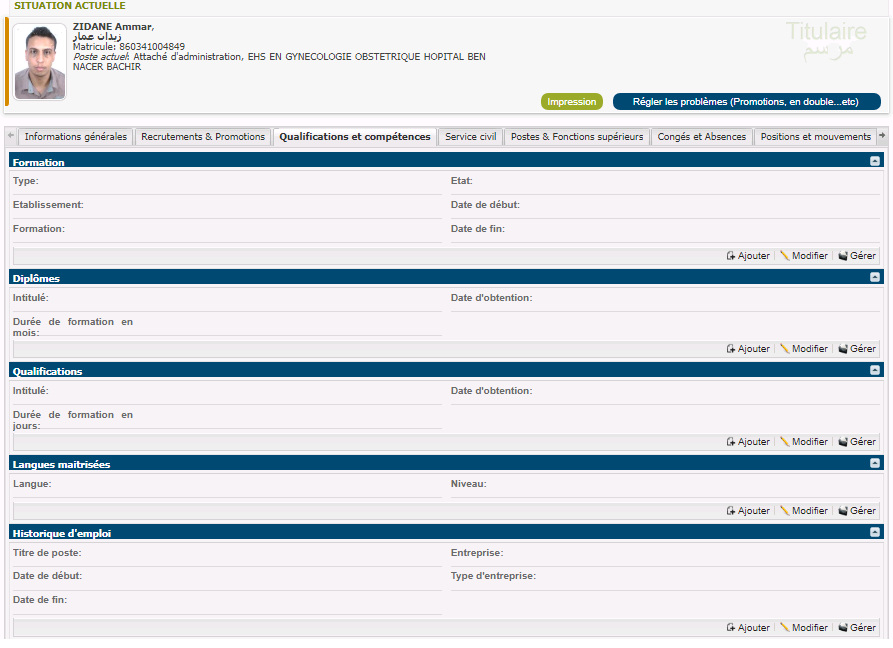 SITUATION ACTUELLE
ZIDANE Ammar,
زيدات عمار
Matricule: 860341004849
Poste actuel: Attaché d'administration, EHS EN GYNECOLOGIE OBSTETRIQUE HOPITAL BEN
NACER BACHIR
Titulaire
مرسم
Impression
Régler les problèmes (Promotions, en double...etc)
Informations générales
Recrutements & Promotions
Qualifications et compétences
Service civil
Postes & Fonctions supérieurs
Congés et Absences
Positions et mouvements
Formation
Type:
Etat:
Etablissement:
Date de début:
Formation:
Date de fin:
Ajouter
Modifier
Gérer
Diplômes
Intitulé:
Date d'obtention:
Durée de formation en
mois:
Ajouter
Modifier
Gérer
Qualifications
Intitulé:
Date d'obtention:
Durée de formation en
jours:
Ajouter
Modifier
Gérer
Langues maitrisées
Langue:
Niveau:
Ajouter
Modifier
Gérer
Historique d'emploi
Titre de poste:
Entreprise:
Date de début:
Type d'entreprise:
Date de fin:
Ajouter
Modifier
Gérer